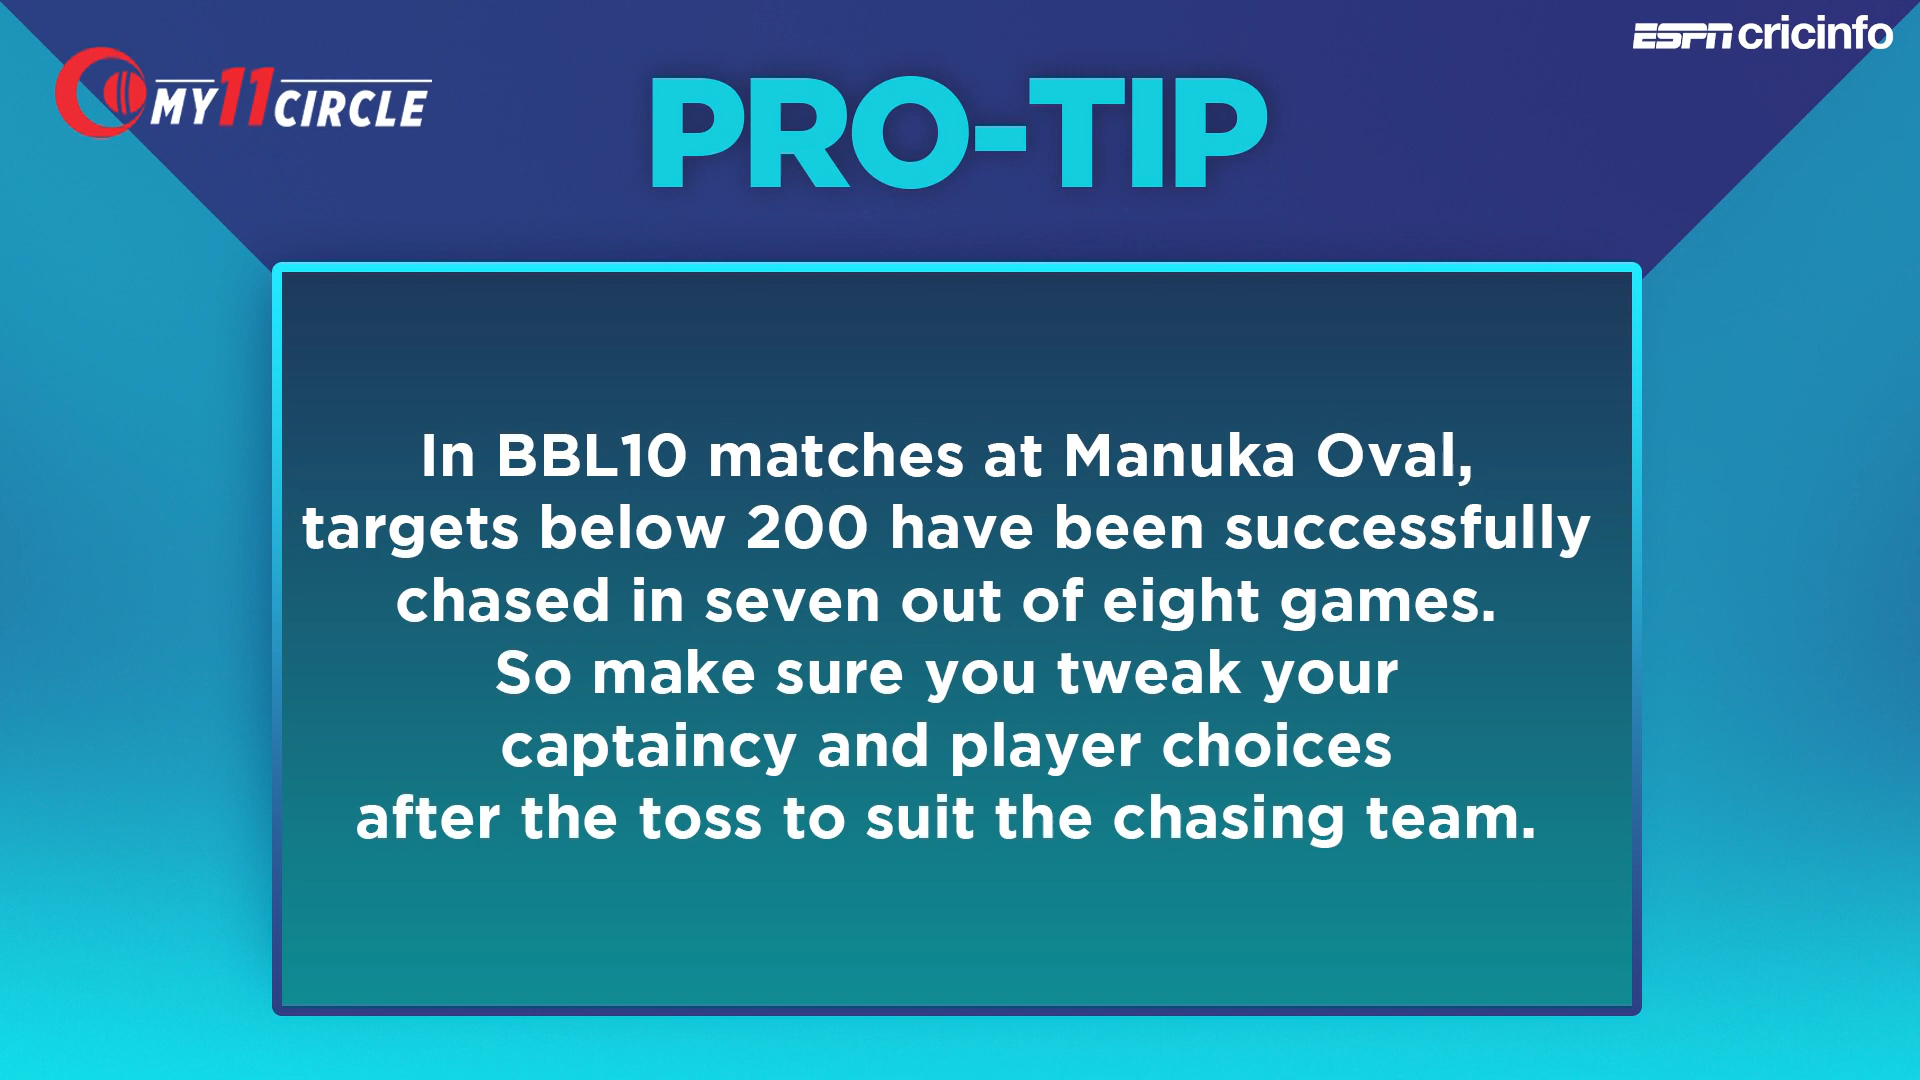 MY11CIRCLE
ESPN cricinfo
PRO-TIP
In BBL10 matches at Manuka Oval,
targets below 200 have been successfully
chased in seven out of eight games.
So make sure you tweak your
captaincy and player choices
after the toss to suit the chasing team.